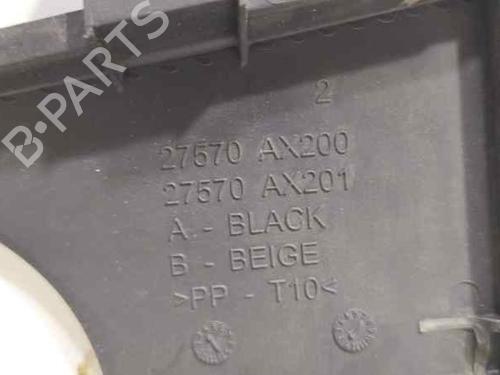 B-PARTS
2
27570 AX200
27570 AX201
A - BLACK
B - BEIGE
>PP - T10<